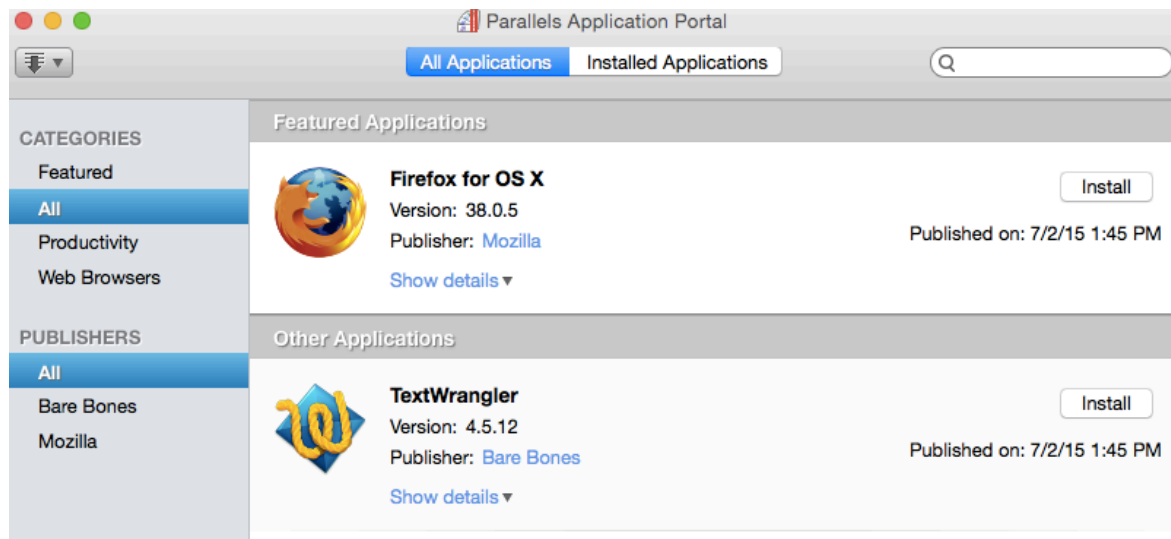 Parallels Application Portal
All Applications
Installed Applications
CATEGORIES
Featured
All
Productivity
Web Browsers
PUBLISHERS
All
Bare Bones
Mozilla
Featured Applications
Firefox for OS X
Install
Version: 38.0.5
Publisher: Mozilla
Published on: 7/2/15 1:45 PM
Show details
Other Applications
TextWrangler
Install
Version: 4.5.12
Publisher: Bare Bones
Published on: 7/2/15 1:45 PM
Show details